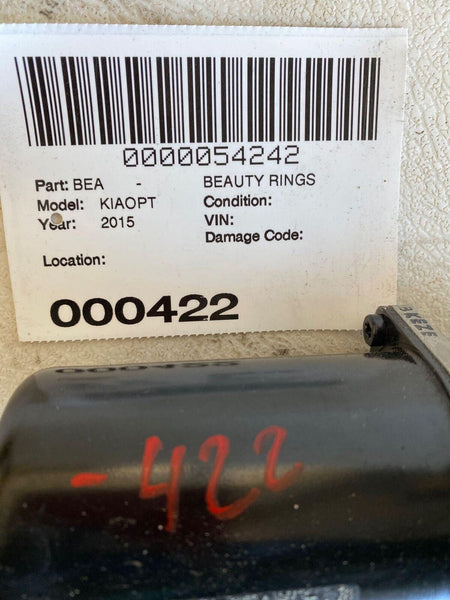 0000054242
Part: BEA - BEAUTY RINGS
Model: KIAOPT Condition:
Year: 2015 VIN:
Damage Code:
Location:
000422
-422